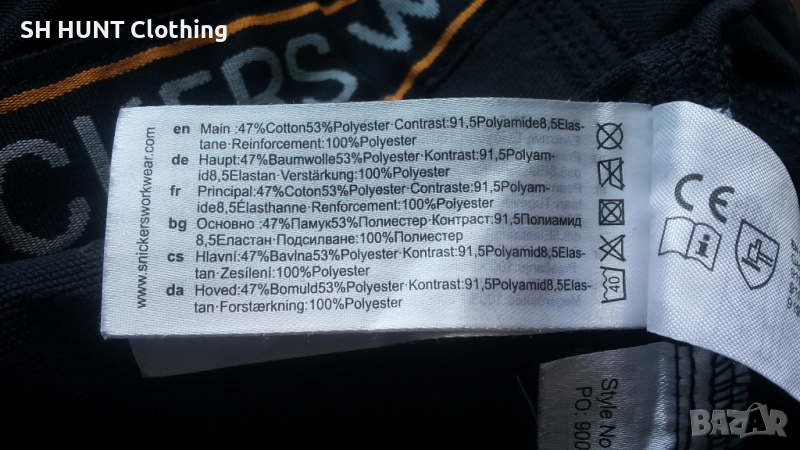 SH HUNT Clothing
CKERS W
www.snickersworkwear.com
en Main :47%Cotton53%Polyester·Contrast:91,5Polyamide8,5Elas-
tane·Reinforcement:100%Polyester
de Haupt:47%Baumwolle53%Polyester·Kontrast:91,5Polyam-
id8,5Elastan·Verstärkung:100%Polyester
fr Principal:47%Coton53%Polyester·Contraste:91,5Polyam-
ide8,5Élasthanne·Renforcement:100%Polyester
bg Основно :47%Памук53%Полиестер·Контраст:91,5Полиамид
8,5Еластан·Подсилване:100%Полиестер
cs Hlavní:47%Bavlna53%Polyester·Kontrast:91,5Polyamid8,5Elas-
tan·Zesílení:100%Polyester
da Hoved:47%Bomuld53%Polyester·Kontrast:91,5Polyamid8,5Elas-
tan·Forstærkning:100%Polyester
40
CE
i
Style No
PO: 900
BAZAR